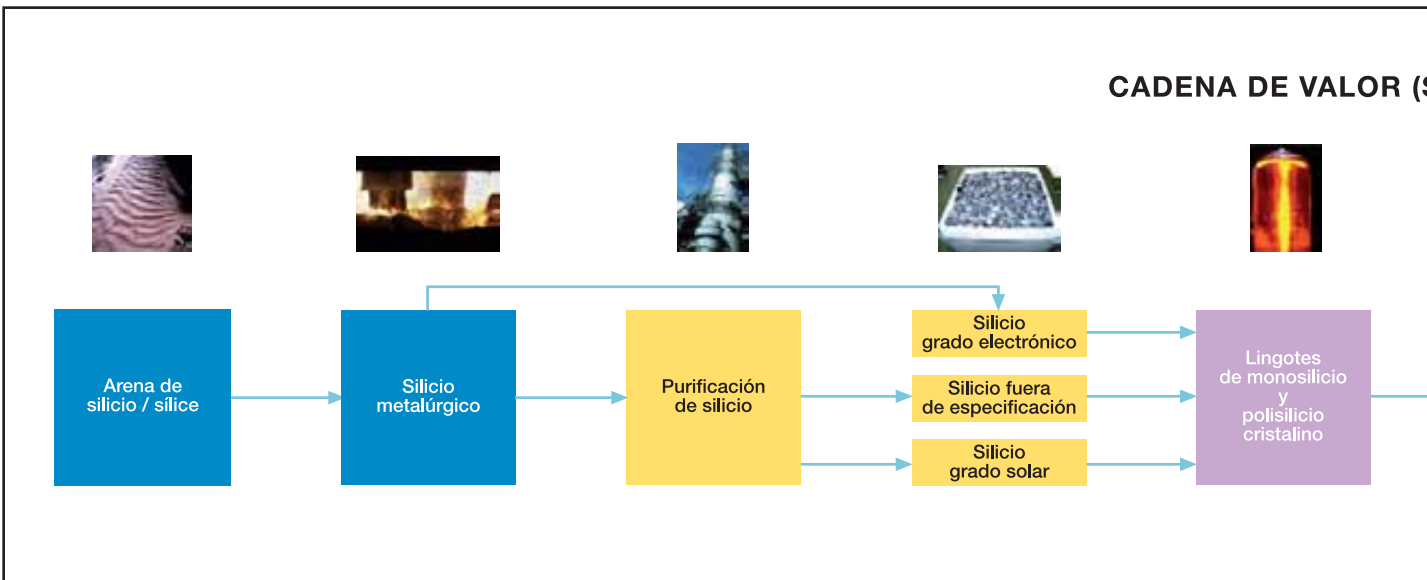 CADENA DE VALOR (
Arena de
silicio / sílice
Silicio
metalúrgico
Purificación
de silicio
Silicio
grado electrónico
Silicio fuera
de especificación
Silicio
grado solar
Lingotes
de monosilicio
y
polisilicio
cristalino